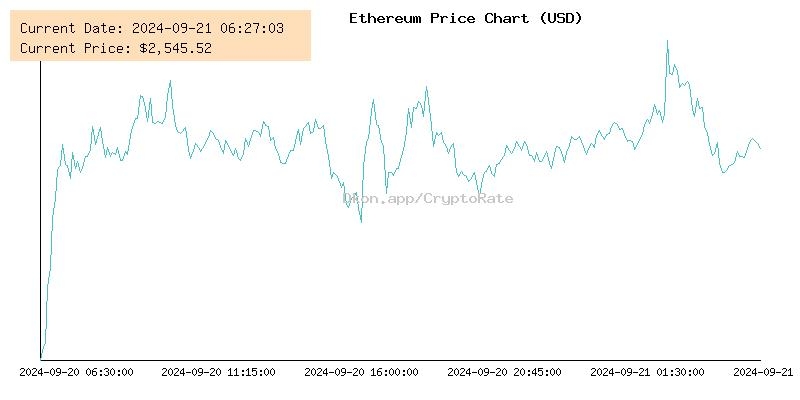 Ethereum Price Chart (USD)
Current Date: 2024-09-21 06:27:03
Current Price: $2,545.52
Dkon.app/CryptoRate
2024-09-20 06:30:00
2024-09-20 11:15:00
2024-09-20 16:00:00
2024-09-20 20:45:00
2024-09-21 01:30:00
2024-09-21